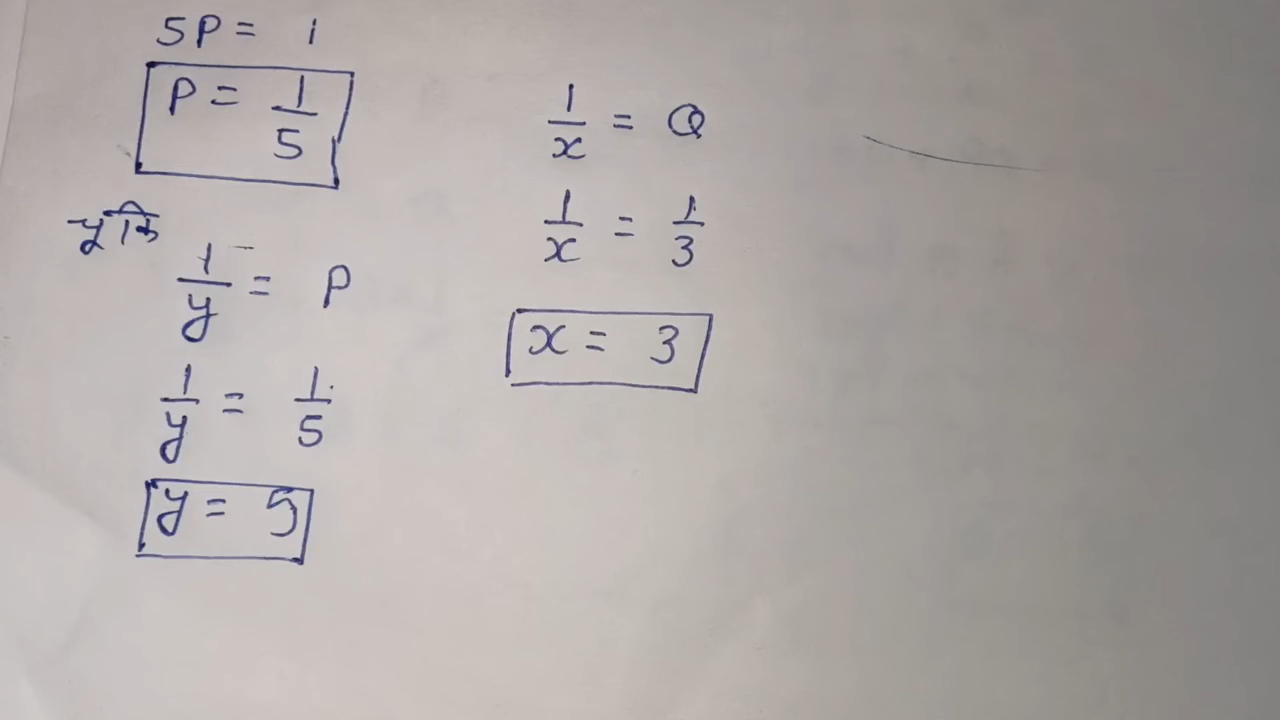 5P = 1
P = 1/5
चूंकि
1/y = P
1/y = 1/5
y = 5
1/x = Q
1/x = 1/3
x = 3